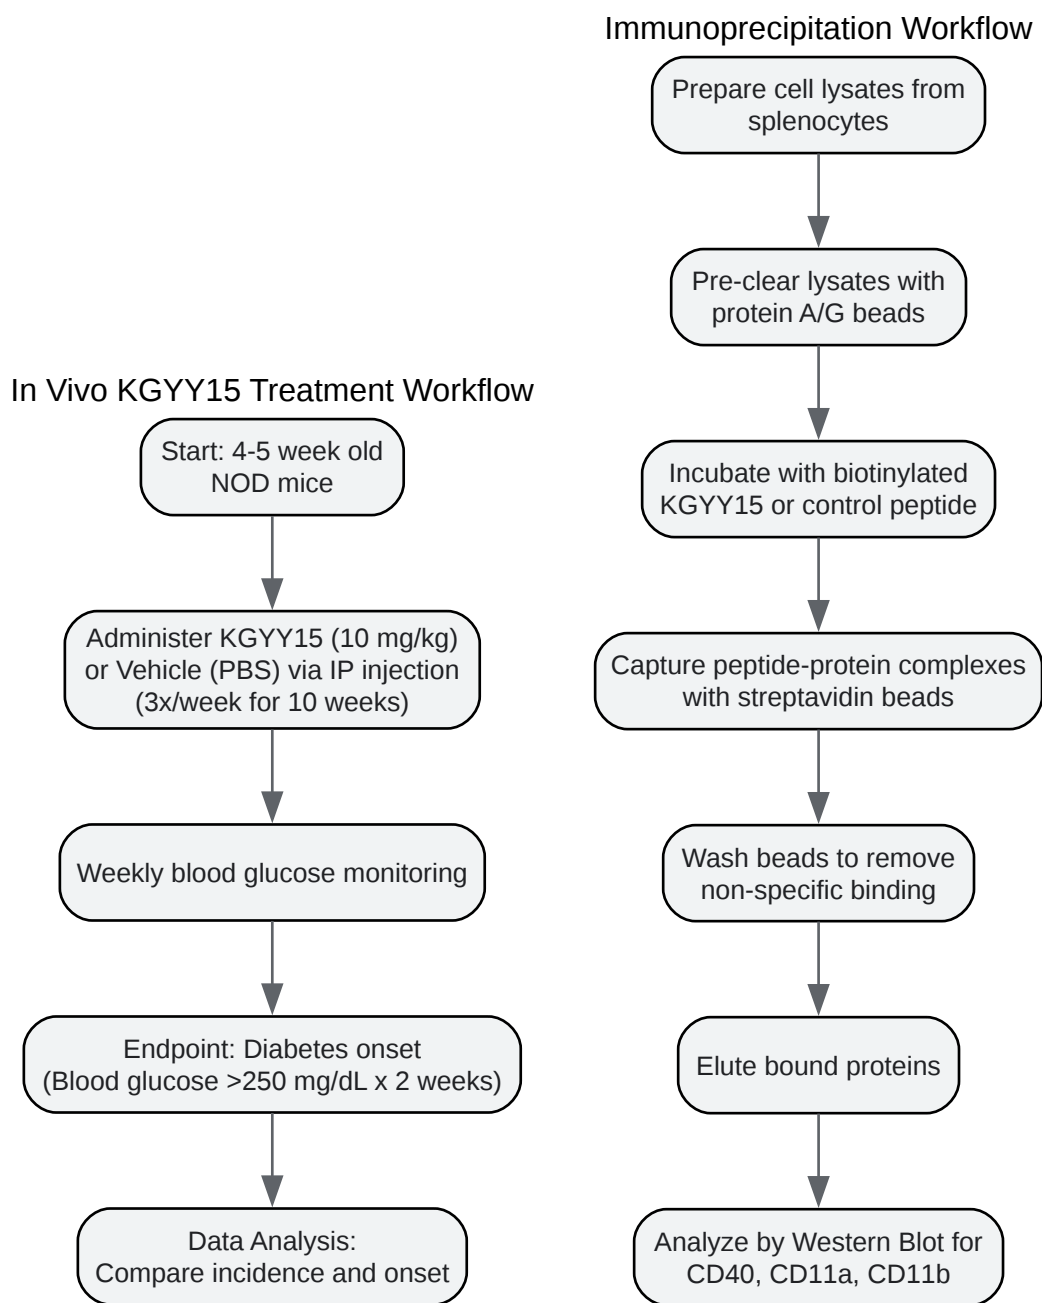 In Vivo KGYY15 Treatment Workflow
Start: 4-5 week old
NOD mice
Administer KGYY15 (10 mg/kg)
or Vehicle (PBS) via IP injection
(3x/week for 10 weeks)
Weekly blood glucose monitoring
Endpoint: Diabetes onset
(Blood glucose >250 mg/dL x 2 weeks)
Data Analysis:
Compare incidence and onset
Immunoprecipitation Workflow
Prepare cell lysates from
splenocytes
Pre-clear lysates with
protein A/G beads
Incubate with biotinylated
KGYY15 or control peptide
Capture peptide-protein complexes
with streptavidin beads
Wash beads to remove
non-specific binding
Elute bound proteins
Analyze by Western Blot for
CD40, CD11a, CD11b